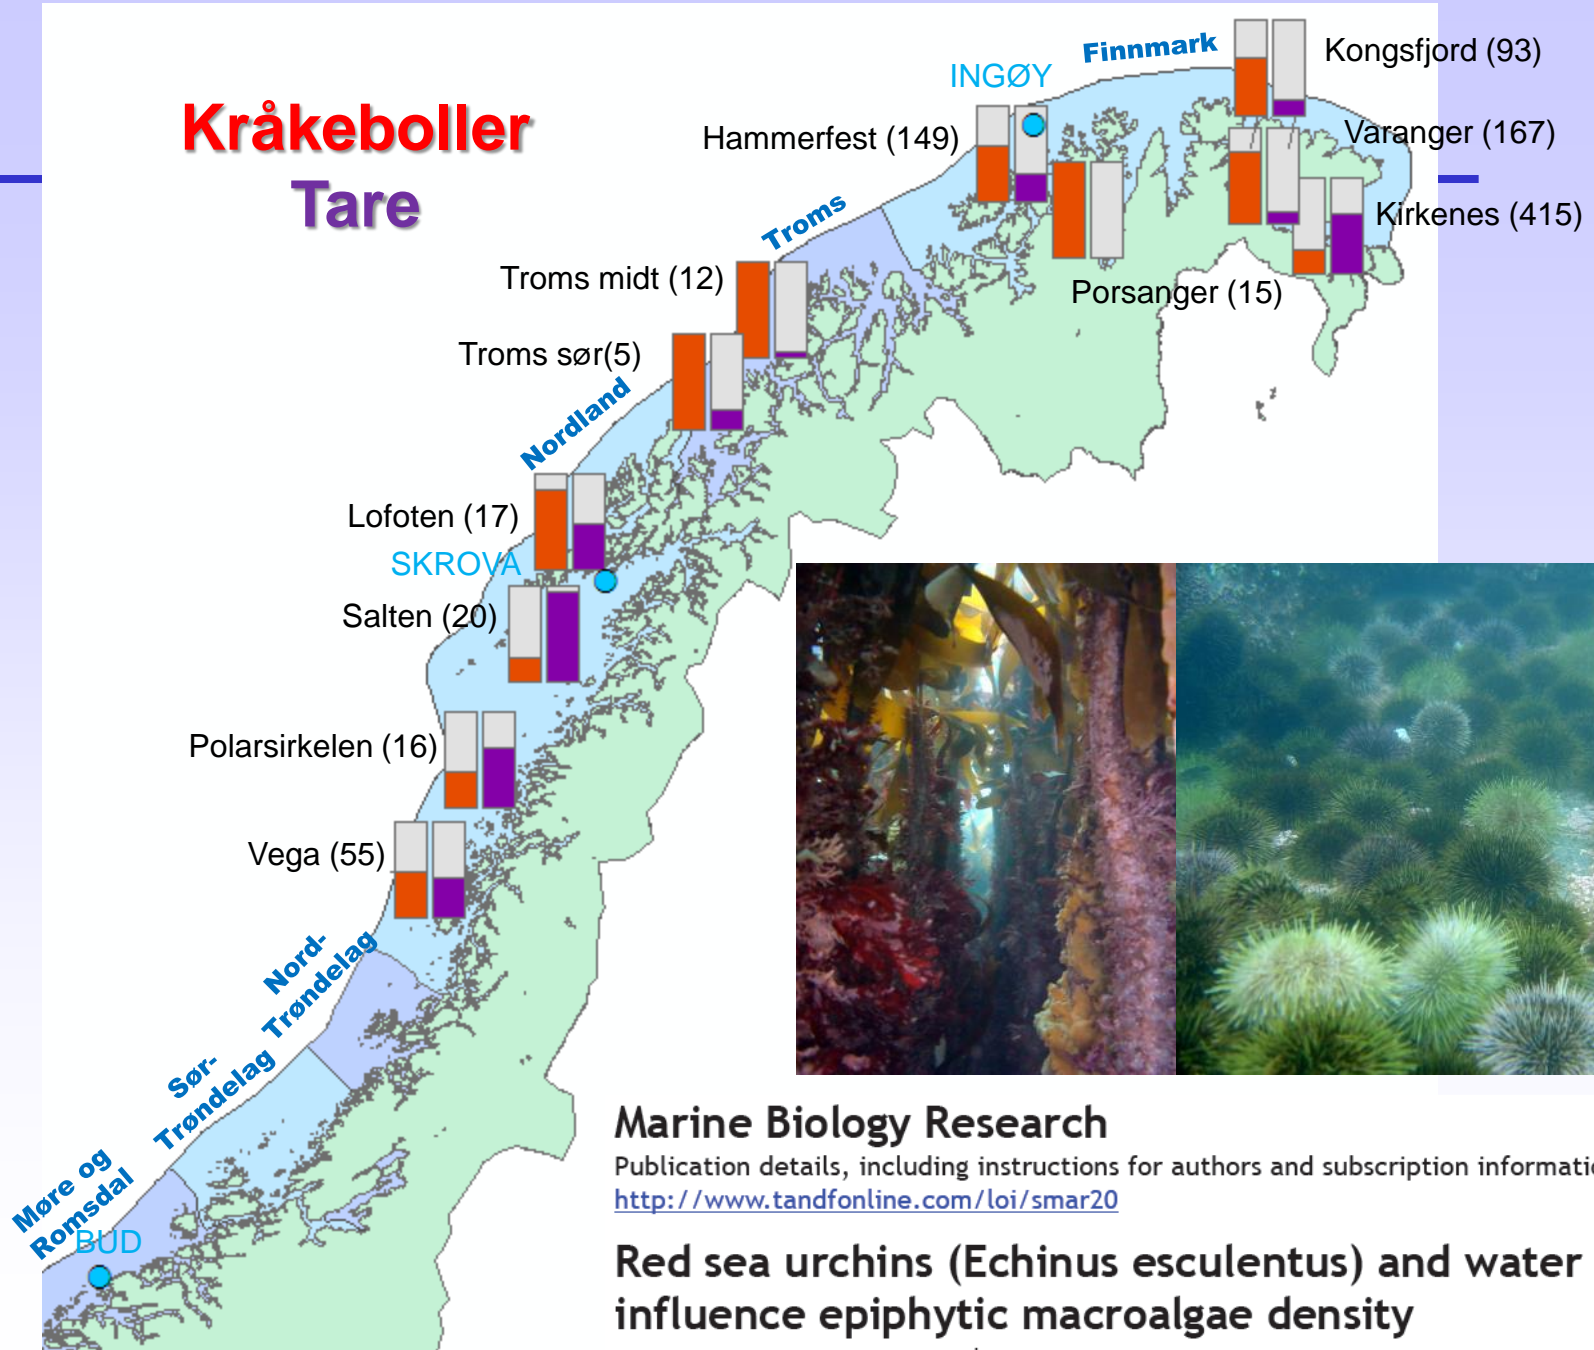 Kråkeboller
Tare
Finnmark
INGØY
Kongsfjord (93)
Hammerfest (149)
Varanger (167)
Kirkenes (415)
Troms
Porsanger (15)
Troms midt (12)
Troms sør(5)
Nordland
Lofoten (17)
SKROVA
Salten (20)
Polarsirkelen (16)
Vega (55)
Nord-
Trøndelag
Sør-
Trøndelag
Møre og
Romsdal
BUD
Marine Biology Research
Publication details, including instructions for authors and subscription informati
http://www.tandfonline.com/loi/smar20
Red sea urchins (Echinus esculentus) and water
influence epiphytic macroalgae density